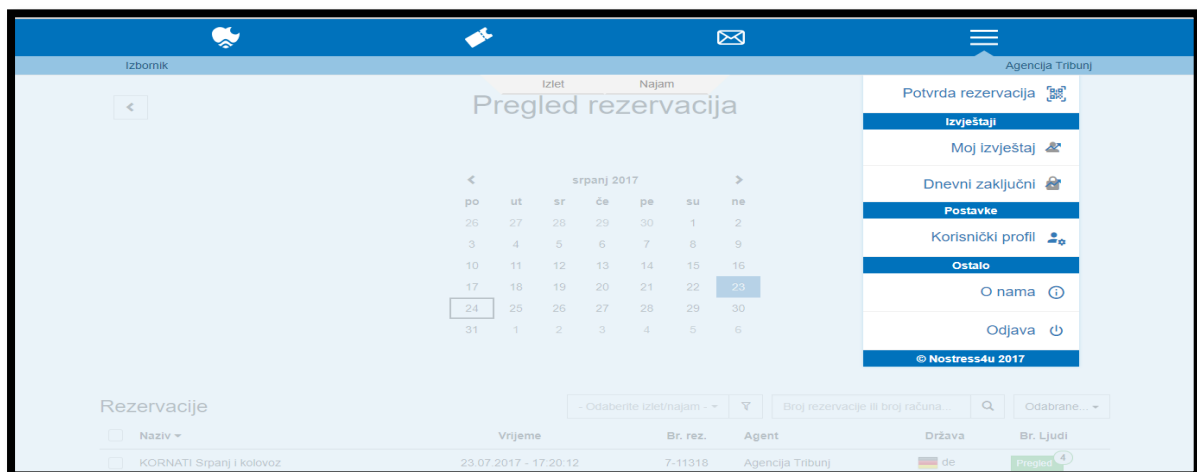 Izbornik
Agencija Tribunj
Izlet Najam
Pregled rezervacija
Potvrda rezervacija
Izvještaji
Moj izvještaj
Dnevni zaključni
Postavke
Korisnički profil
Ostalo
O nama
Odjava
© Nostress4u 2017
srpanj 2017
po ut sr če pe su ne
26 27 28 29 30 1 2
3 4 5 6 7 8 9
10 11 12 13 14 15 16
17 18 19 20 21 22 23
24 25 26 27 28 29 30
31 1 2 3 4 5 6
Rezervacije
- Odaberite izlet/najam -
Broj rezervacije ili broj računa...
Odabrane...
Naziv Vrijeme Br. rez. Agent Država Br. Ljudi
KORNATI Srpanj i kolovoz 23.07.2017 - 17:20:12 7-11318 Agencija Tribunj de Pregled 4